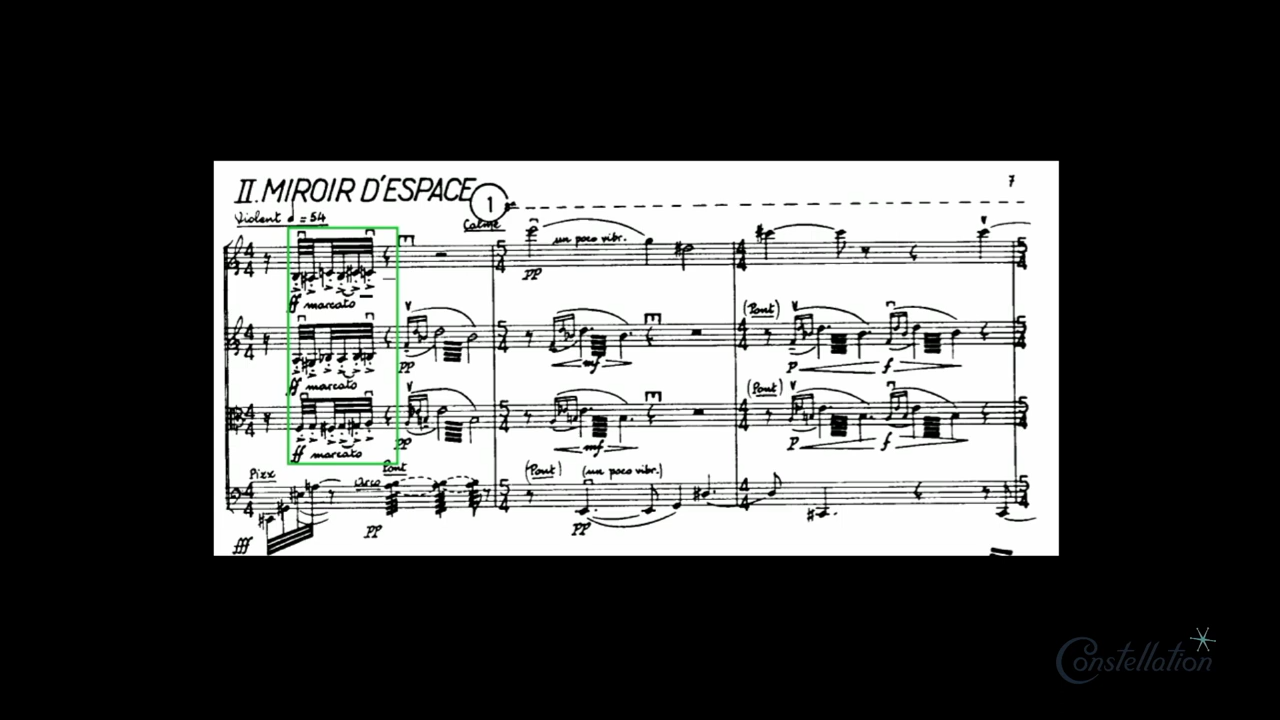 II. MIROIR D'ESPACE
1
7
Violent = 54
Calme
un poco vibr.
pp
ff marcato
(Pont)
ff marcato
pp
mf
p
f
(Pont)
ff marcato
pp
mf
p
f
Pizz
Arco
Pont
(Pont)
(un poco vibr.)
fff
pp
pp
Constellation